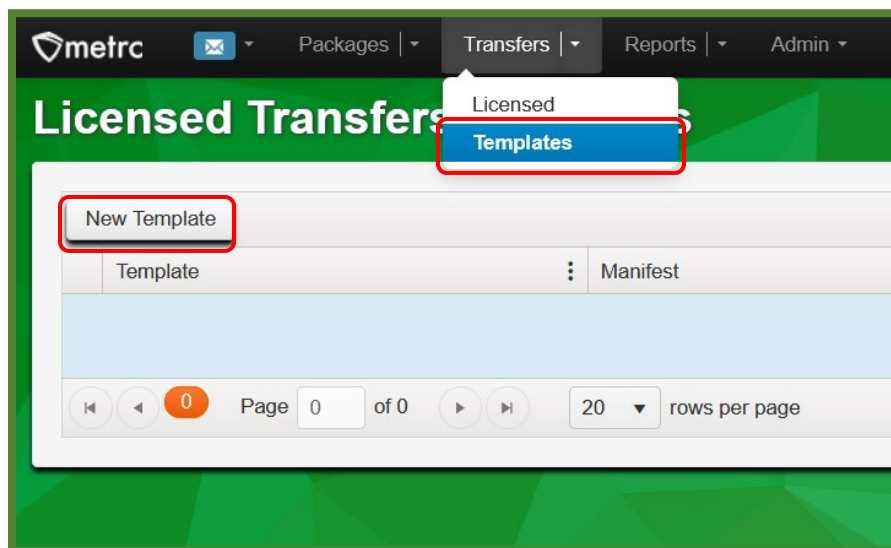 metrc Packages Transfers Reports Admin
Licensed
Licensed Transfers s
Templates
New Template
Template Manifest
0 Page 0 of 0 20 rows per page